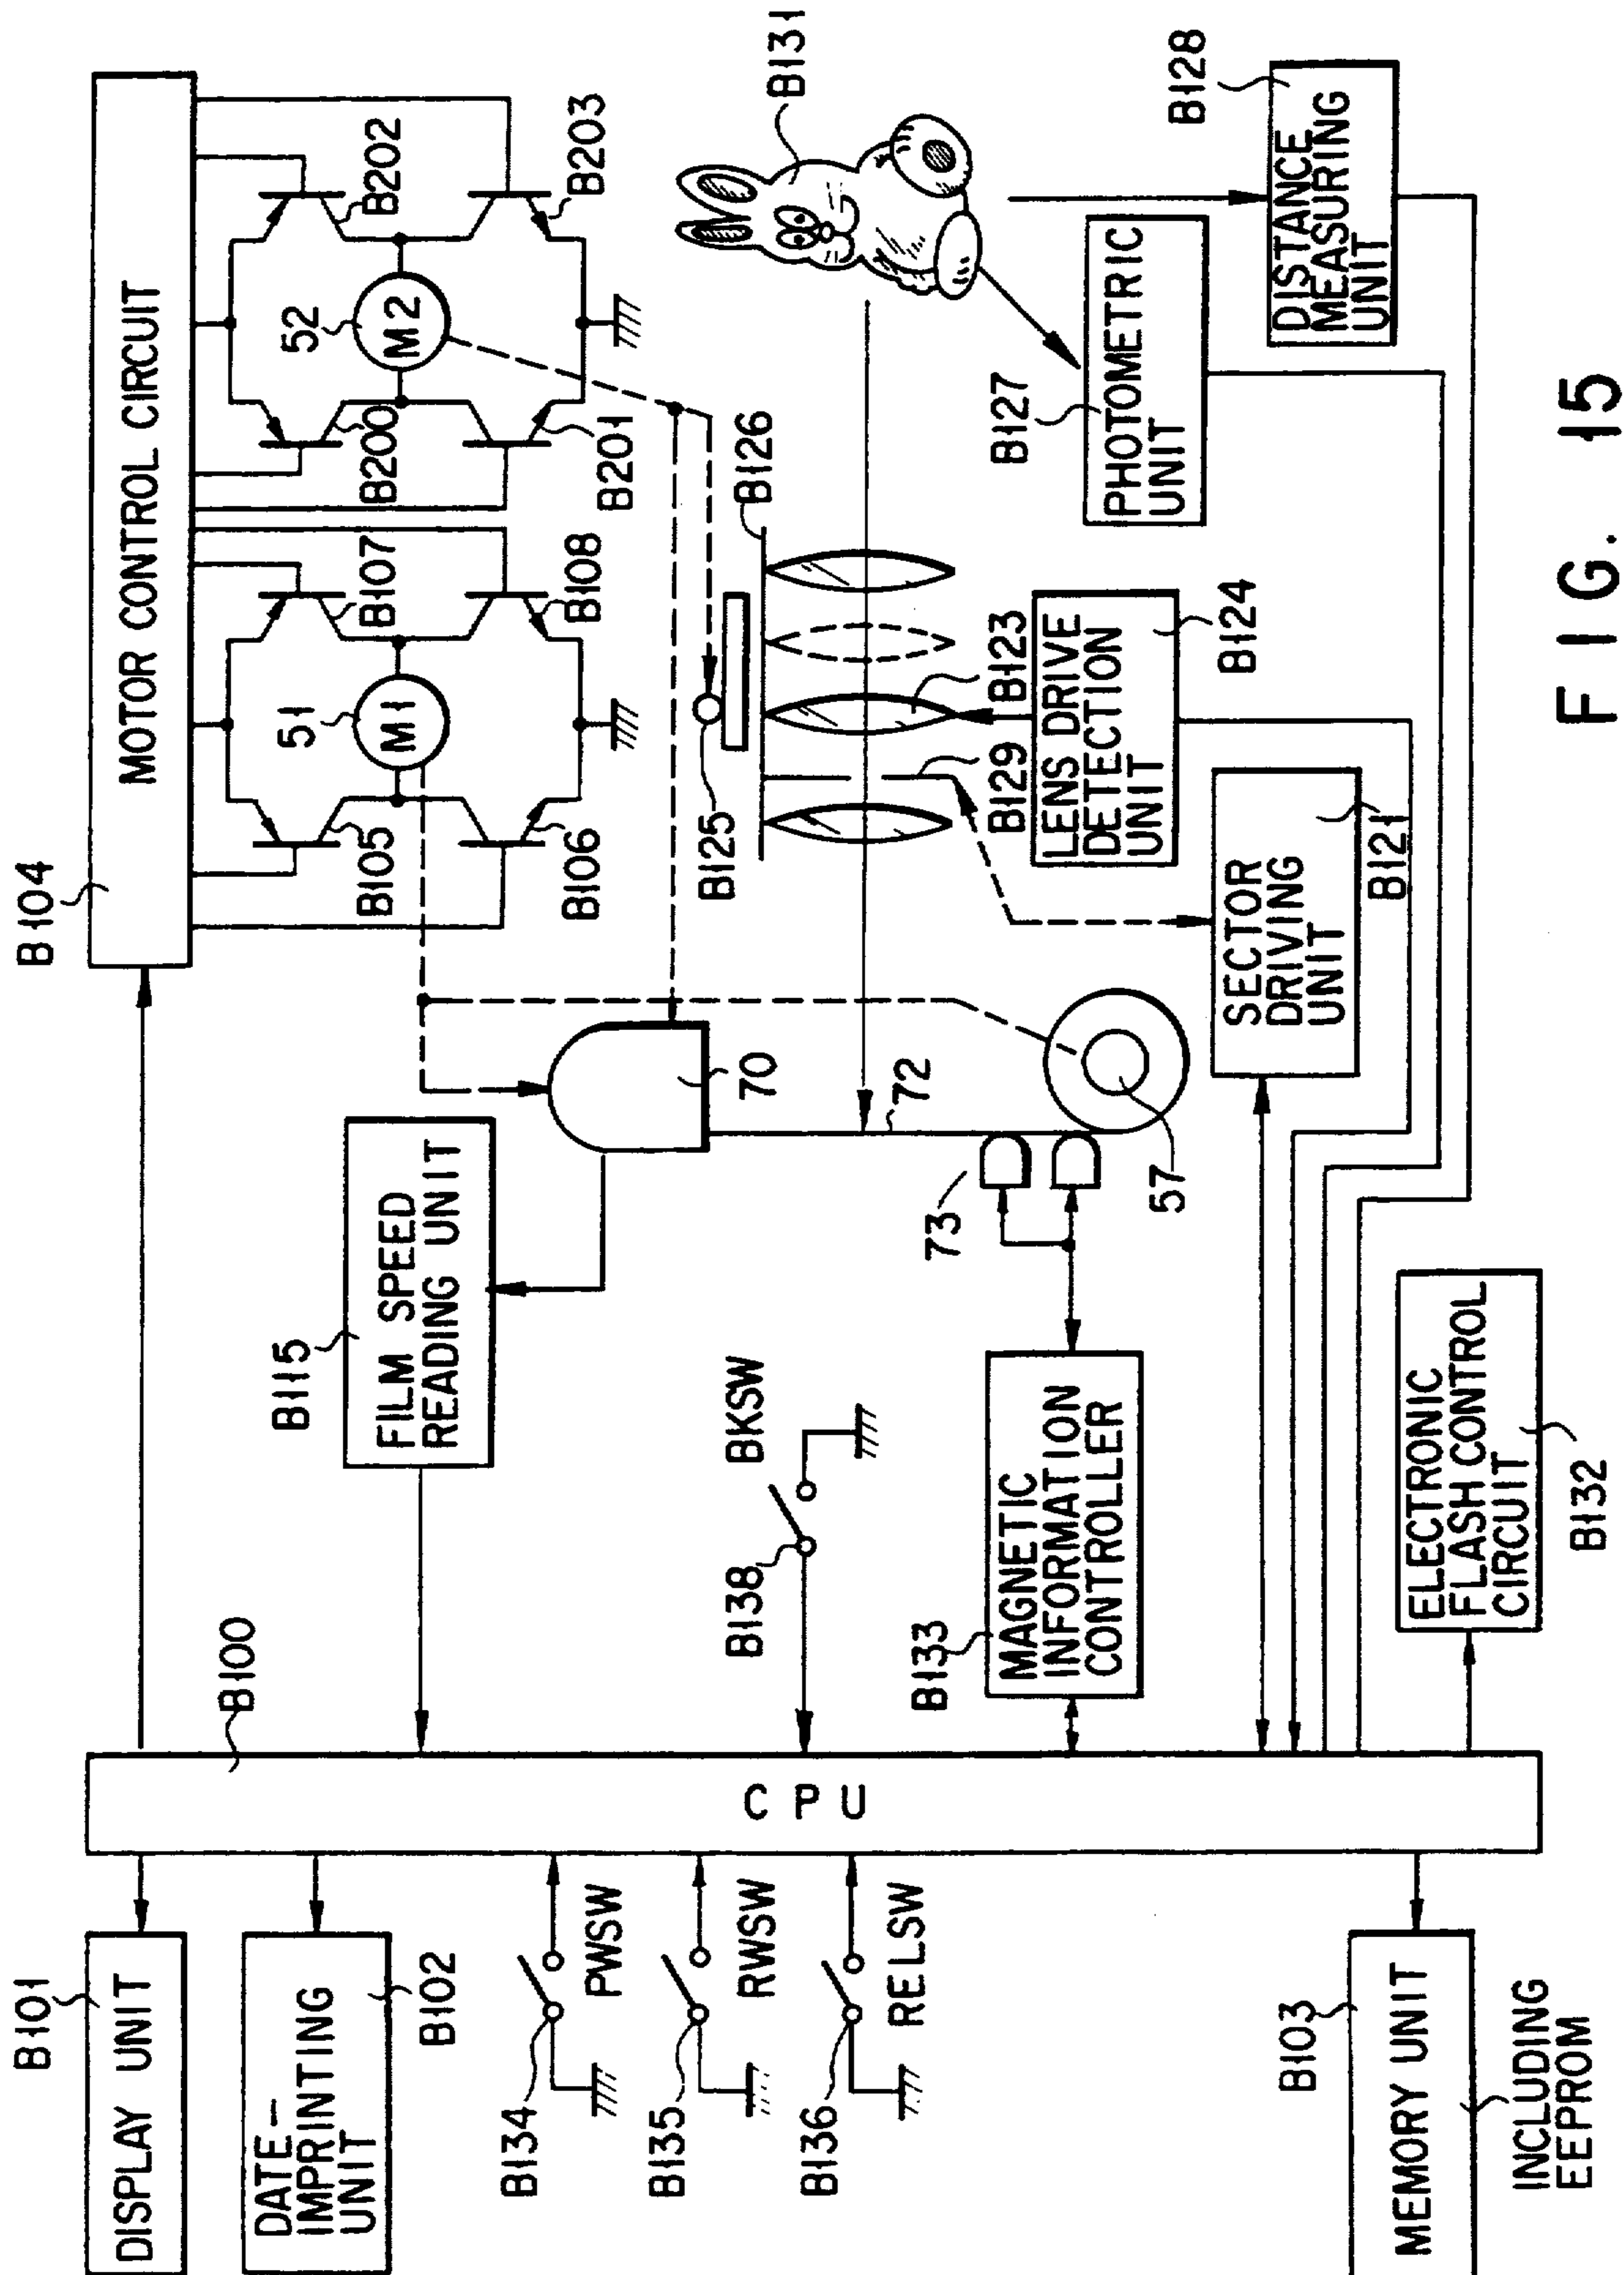 B101
DISPLAY UNIT
DATE-
IMPRINTING
UNIT
B102
B134
PWSW
B135
RWSW
B136
RELSW
B103
MEMORY UNIT
INCLUDING
EEPROM
B100
CPU
B104
MOTOR CONTROL CIRCUIT
B105
B106
B107
B108
51
M1
B200
B201
B202
B203
52
M2
B115
FILM SPEED
READING UNIT
70
72
73
57
B138
BKSW
B133
MAGNETIC
INFORMATION
CONTROLLER
B125
B126
B129
B123
LENS DRIVE
DETECTION
UNIT
B124
SECTOR
DRIVING
UNIT
B121
B131
B127
PHOTOMETRIC
UNIT
B128
DISTANCE
MEASURING
UNIT
ELECTRONIC
FLASH CONTROL
CIRCUIT
B132
FIG. 15